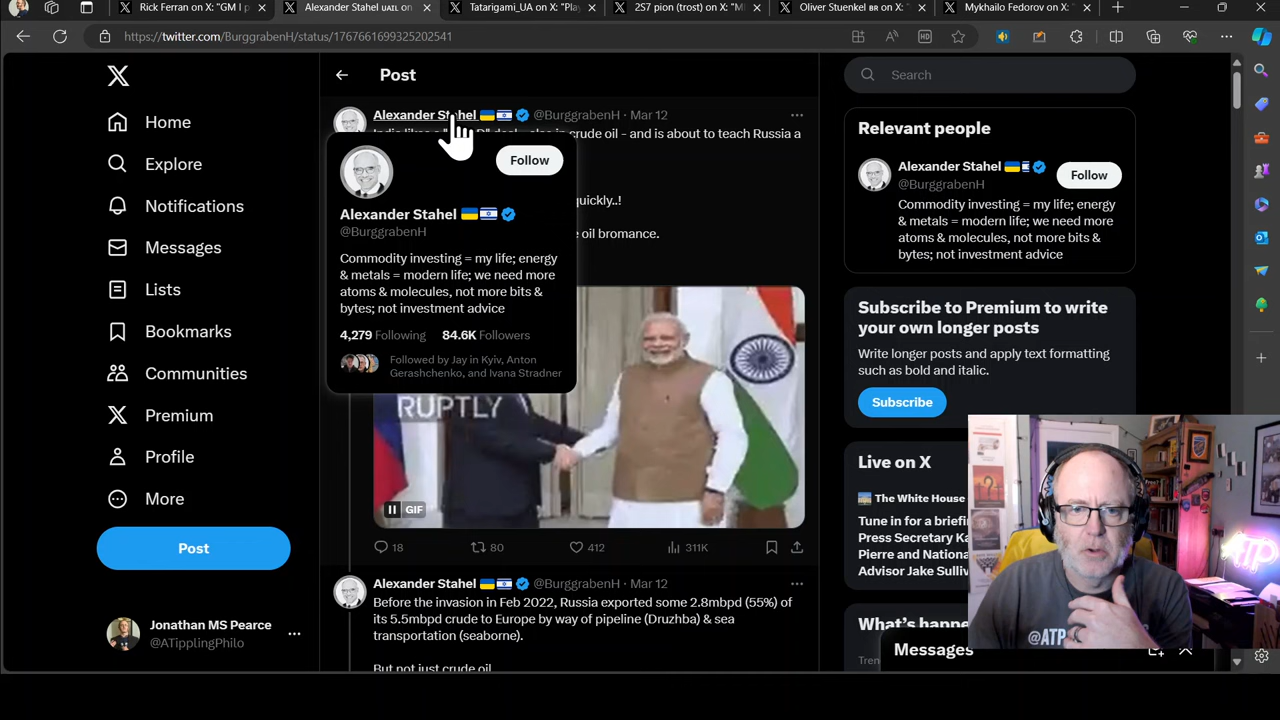 Rick Ferran on X: "GM I p
Alexander Stahel 🇺🇦🇮🇱 on
Tatarigami_UA on X: "Pla
2S7 pion (trost) on X: "M
Oliver Stuenkel 🇧🇷 on X:
Mykhailo Fedorov on X: "
https://twitter.com/BurggrabenH/status/1767661699325202541
Home
Explore
Notifications
Messages
Lists
Bookmarks
Communities
Premium
Profile
More
Post
Jonathan MS Pearce
@ATipplingPhilo
Post
Alexander Stahel 🇺🇦🇮🇱 @BurggrabenH · Mar 12
crude oil - and is about to teach Russia a
quickly..!
oil bromance.
Follow
Alexander Stahel 🇺🇦🇮🇱
@BurggrabenH
Commodity investing = my life; energy
& metals = modern life; we need more
atoms & molecules, not more bits &
bytes; not investment advice
4,279 Following 84.6K Followers
Followed by Jay in Kyiv, Anton
Gerashchenko, and Ivana Stradner
RUPTLY
GIF
18 80 412 311K
Alexander Stahel 🇺🇦🇮🇱 @BurggrabenH · Mar 12
Before the invasion in Feb 2022, Russia exported some 2.8mbpd (55%) of
its 5.5mbpd crude to Europe by way of pipeline (Druzhba) & sea
transportation (seaborne).
But not just crude oil
Search
Relevant people
Alexander Stahel 🇺🇦🇮🇱
@BurggrabenH
Follow
Commodity investing = my life; energy
& metals = modern life; we need more
atoms & molecules, not more bits &
bytes; not investment advice
Subscribe to Premium to write
your own longer posts
Write longer posts and apply text formatting
such as bold and italic.
Subscribe
Live on X
The White House
Tune in for a briefi
Press Secretary Ka
Pierre and Nationa
Advisor Jake Sulliv
What's happe
Tren
Messages
@ATP
ATP